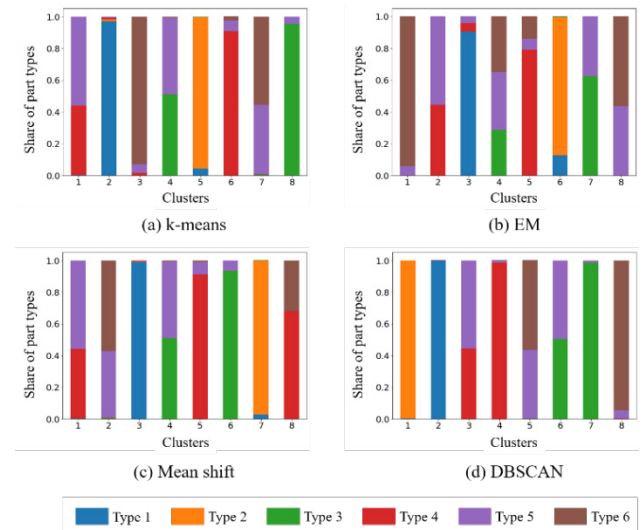 Share of part types
1.0
0.8
0.6
0.4
0.2
0.0
1 2 3 4 5 6 7 8
Clusters
(a) k-means
Share of part types
1.0
0.8
0.6
0.4
0.2
0.0
1 2 3 4 5 6 7 8
Clusters
(b) EM
Share of part types
1.0
0.8
0.6
0.4
0.2
0.0
1 2 3 4 5 6 7 8
Clusters
(c) Mean shift
Share of part types
1.0
0.8
0.6
0.4
0.2
0.0
1 2 3 4 5 6 7 8
Clusters
(d) DBSCAN
Type 1 Type 2 Type 3 Type 4 Type 5 Type 6